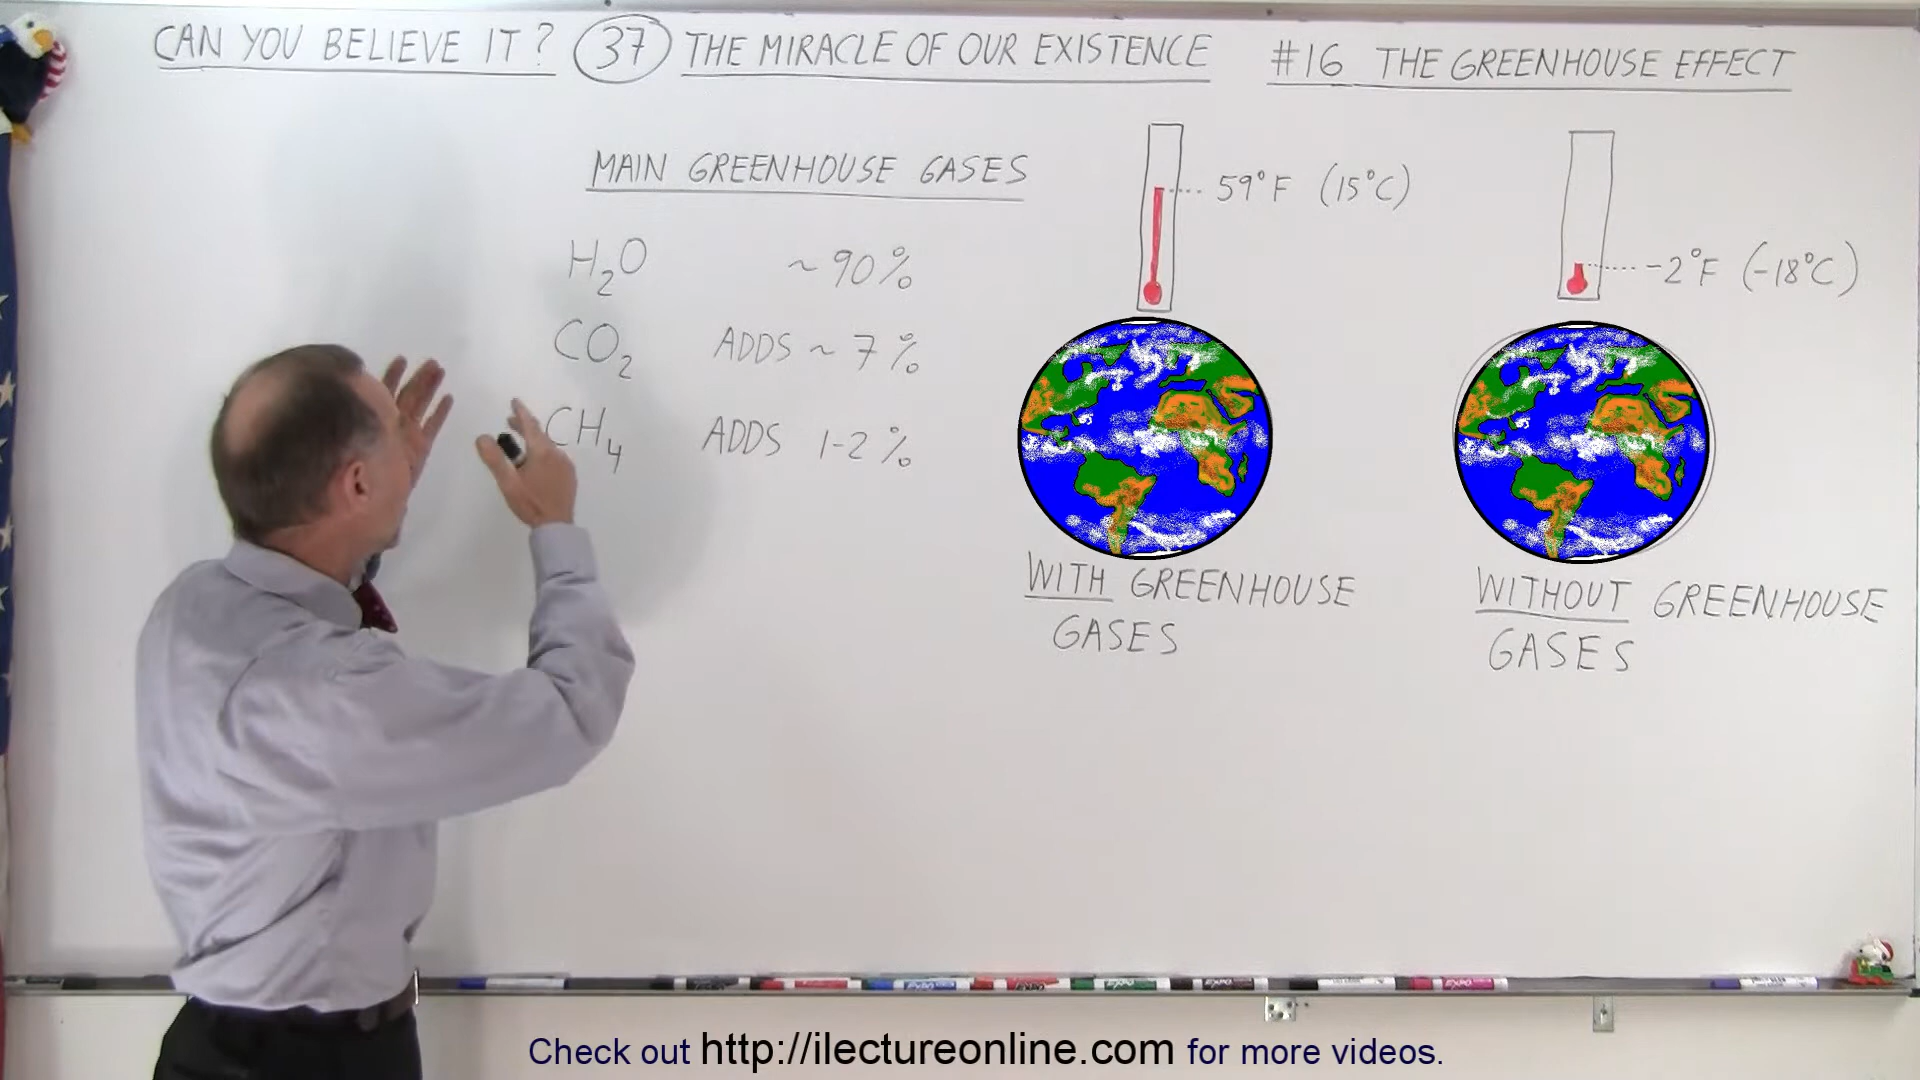 CAN YOU BELIEVE IT? 37 THE MIRACLE OF OUR EXISTENCE #16 THE GREENHOUSE EFFECT
MAIN GREENHOUSE GASES
H2O ~90%
CO2 ADDS ~7%
CH4 ADDS 1-2%
59°F (15°C)
-2°F (-18°C)
WITH GREENHOUSE
GASES
WITHOUT GREENHOUSE
GASES
Check out http://ilectureonline.com for more videos.